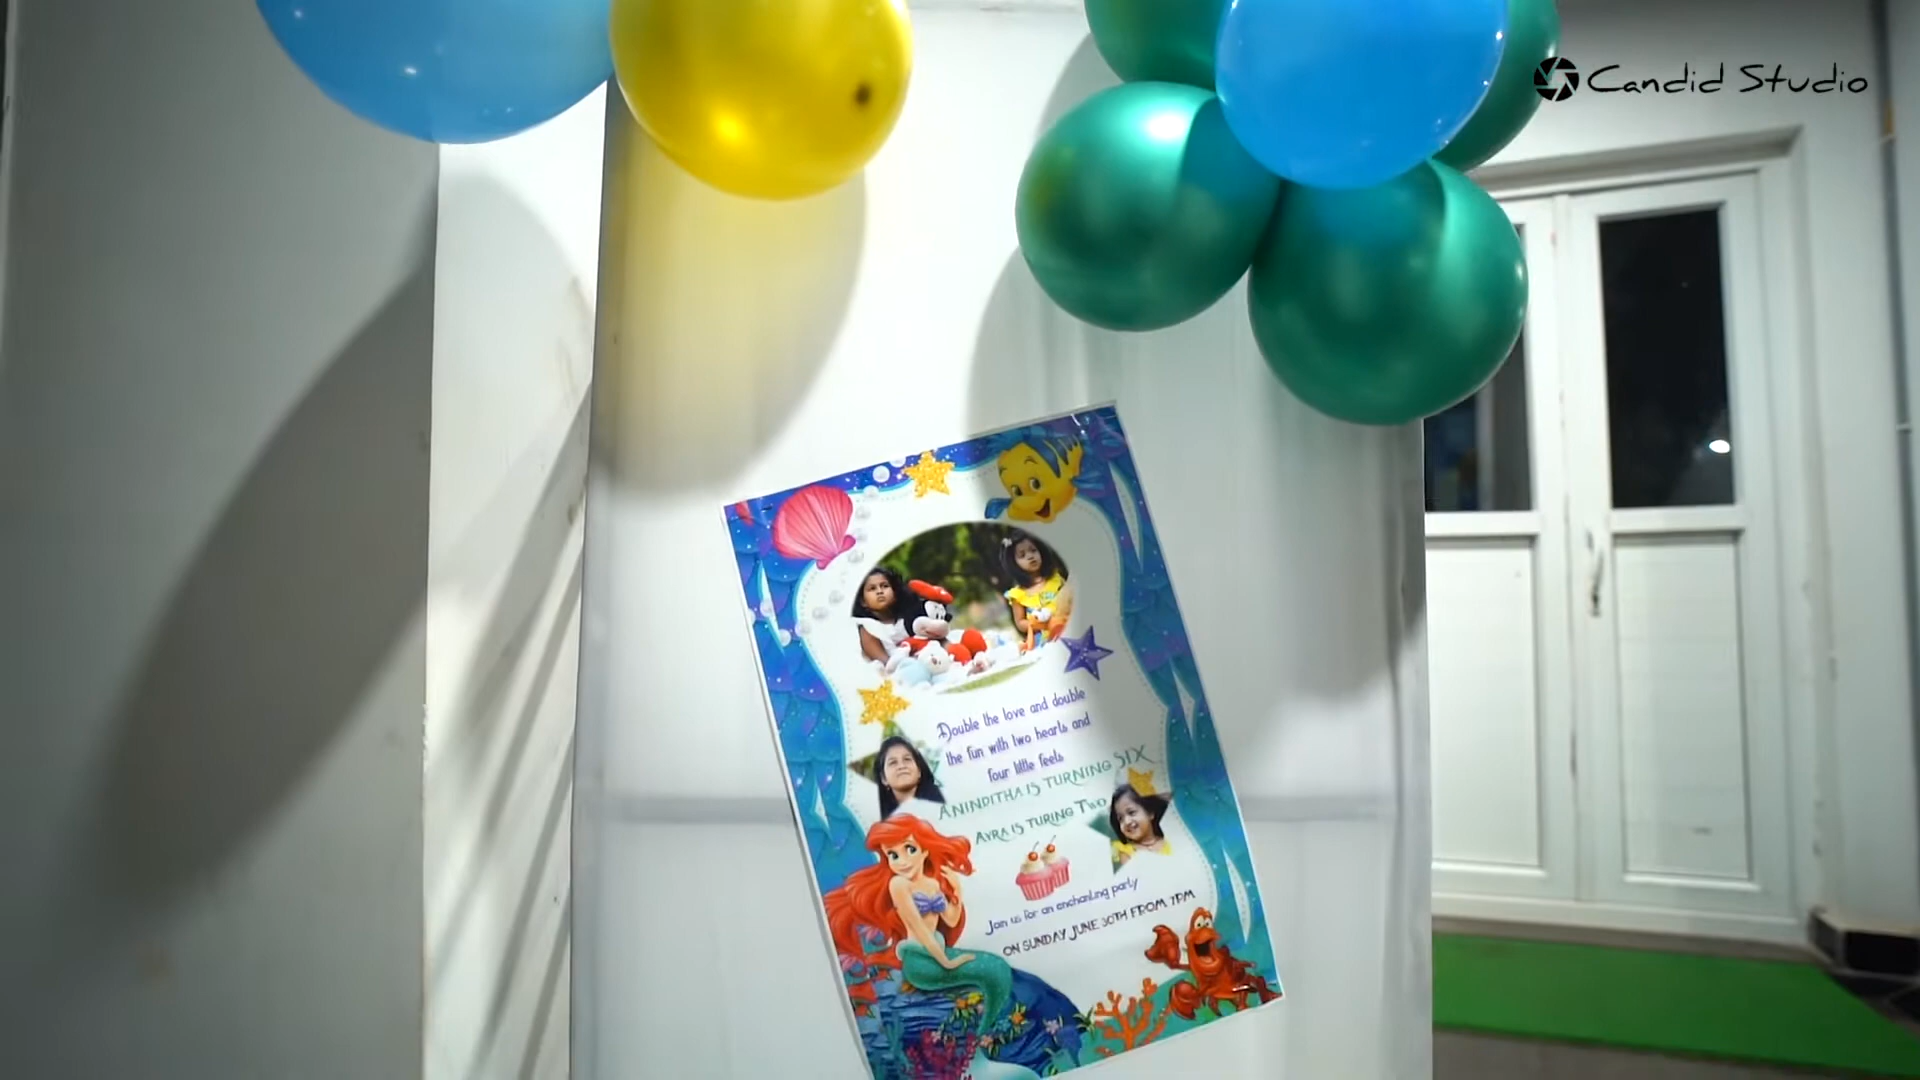 Candid Studio
Double the love and double
the fun with two hearts and
four little feets
ANINDITHA IS TURNING SIX
AYRA IS TURING TWO
Join us for an enchanting party
ON SUNDAY JUNE 30TH FROM 7PM